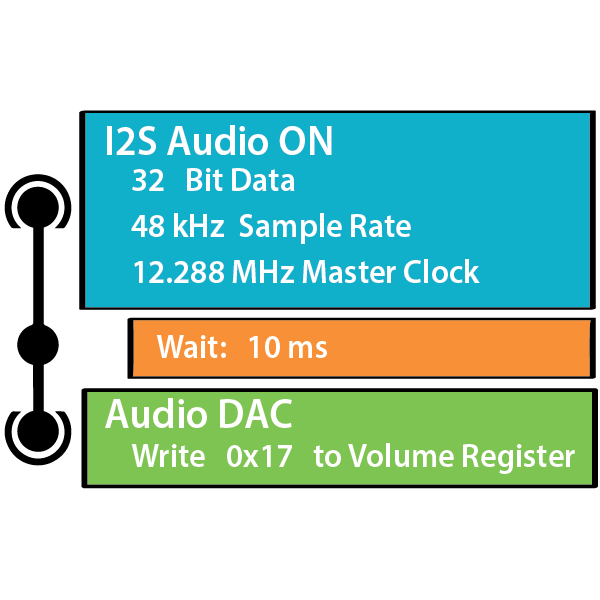 I2S Audio ON
32 Bit Data
48 kHz Sample Rate
12.288 MHz Master Clock
Wait: 10 ms
Audio DAC
Write 0x17 to Volume Register